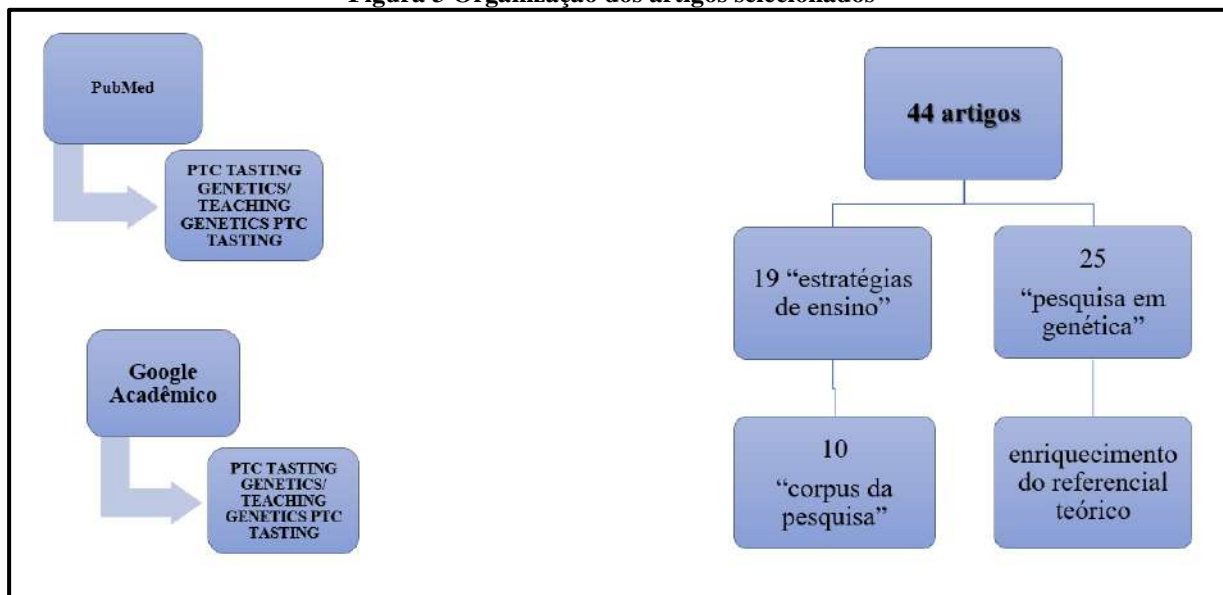 Figura 3 Organização dos artigos selecionados
PubMed
PTC TASTING
GENETICS/
TEACHING
GENETICS PTC
TASTING
Google
Acadêmico
PTC TASTING
GENETICS/
TEACHING
GENETICS PTC
TASTING
44 artigos
19 “estratégias
de ensino”
10
“corpus da
pesquisa”
25
“pesquisa em
genética”
enriquecimento
do referencial
teórico